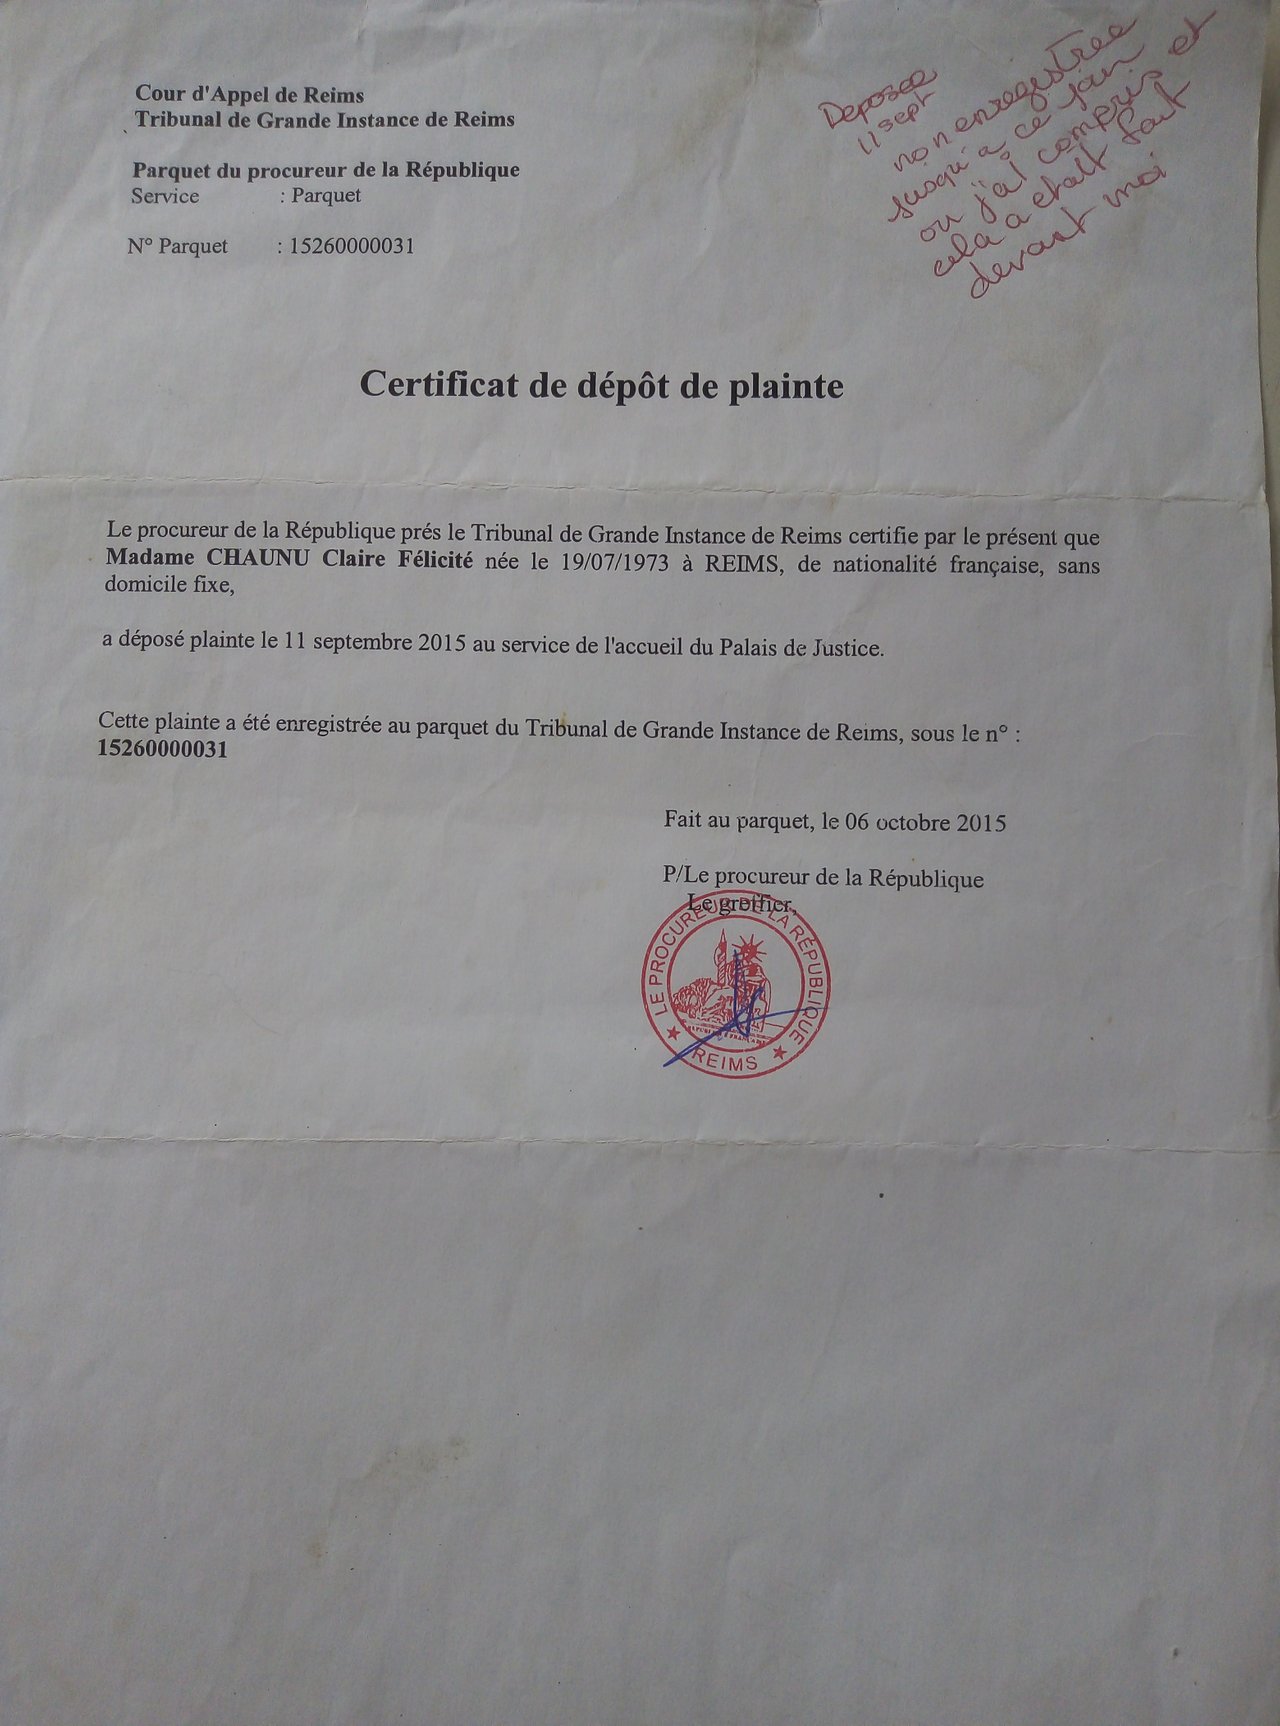 Cour d'Appel de Reims
Tribunal de Grande Instance de Reims
Parquet du procureur de la République
Service : Parquet
N° Parquet : 15260000031
Deposée
11 sept
non enregistree
jusqu'a ce jour
ou j'ai compris et
cela a etait fait
devant moi
Certificat de dépôt de plainte
Le procureur de la République prés le Tribunal de Grande Instance de Reims certifie par le présent que
Madame CHAUNU Claire Félicité née le 19/07/1973 à REIMS, de nationalité française, sans
domicile fixe,
a déposé plainte le 11 septembre 2015 au service de l'accueil du Palais de Justice.
Cette plainte a été enregistrée au parquet du Tribunal de Grande Instance de Reims, sous le n° :
15260000031
Fait au parquet, le 06 octobre 2015
P/Le procureur de la République
Le greffier,
LE PROCUREUR DE LA RÉPUBLIQUE
REIMS